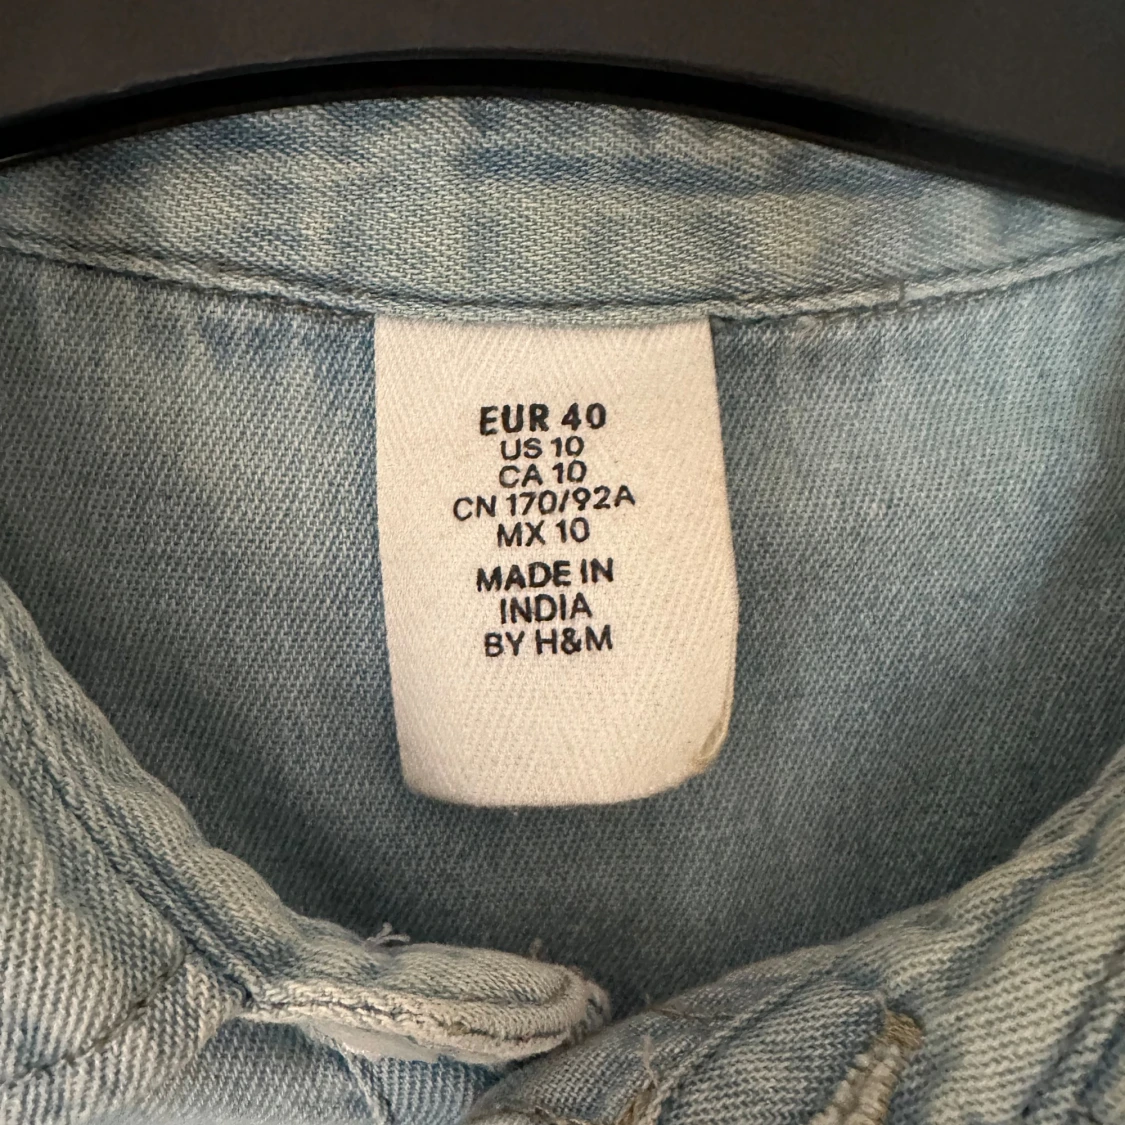 EUR 40
US 10
CA 10
CN 170/92A
MX 10
MADE IN
INDIA
BY H&M